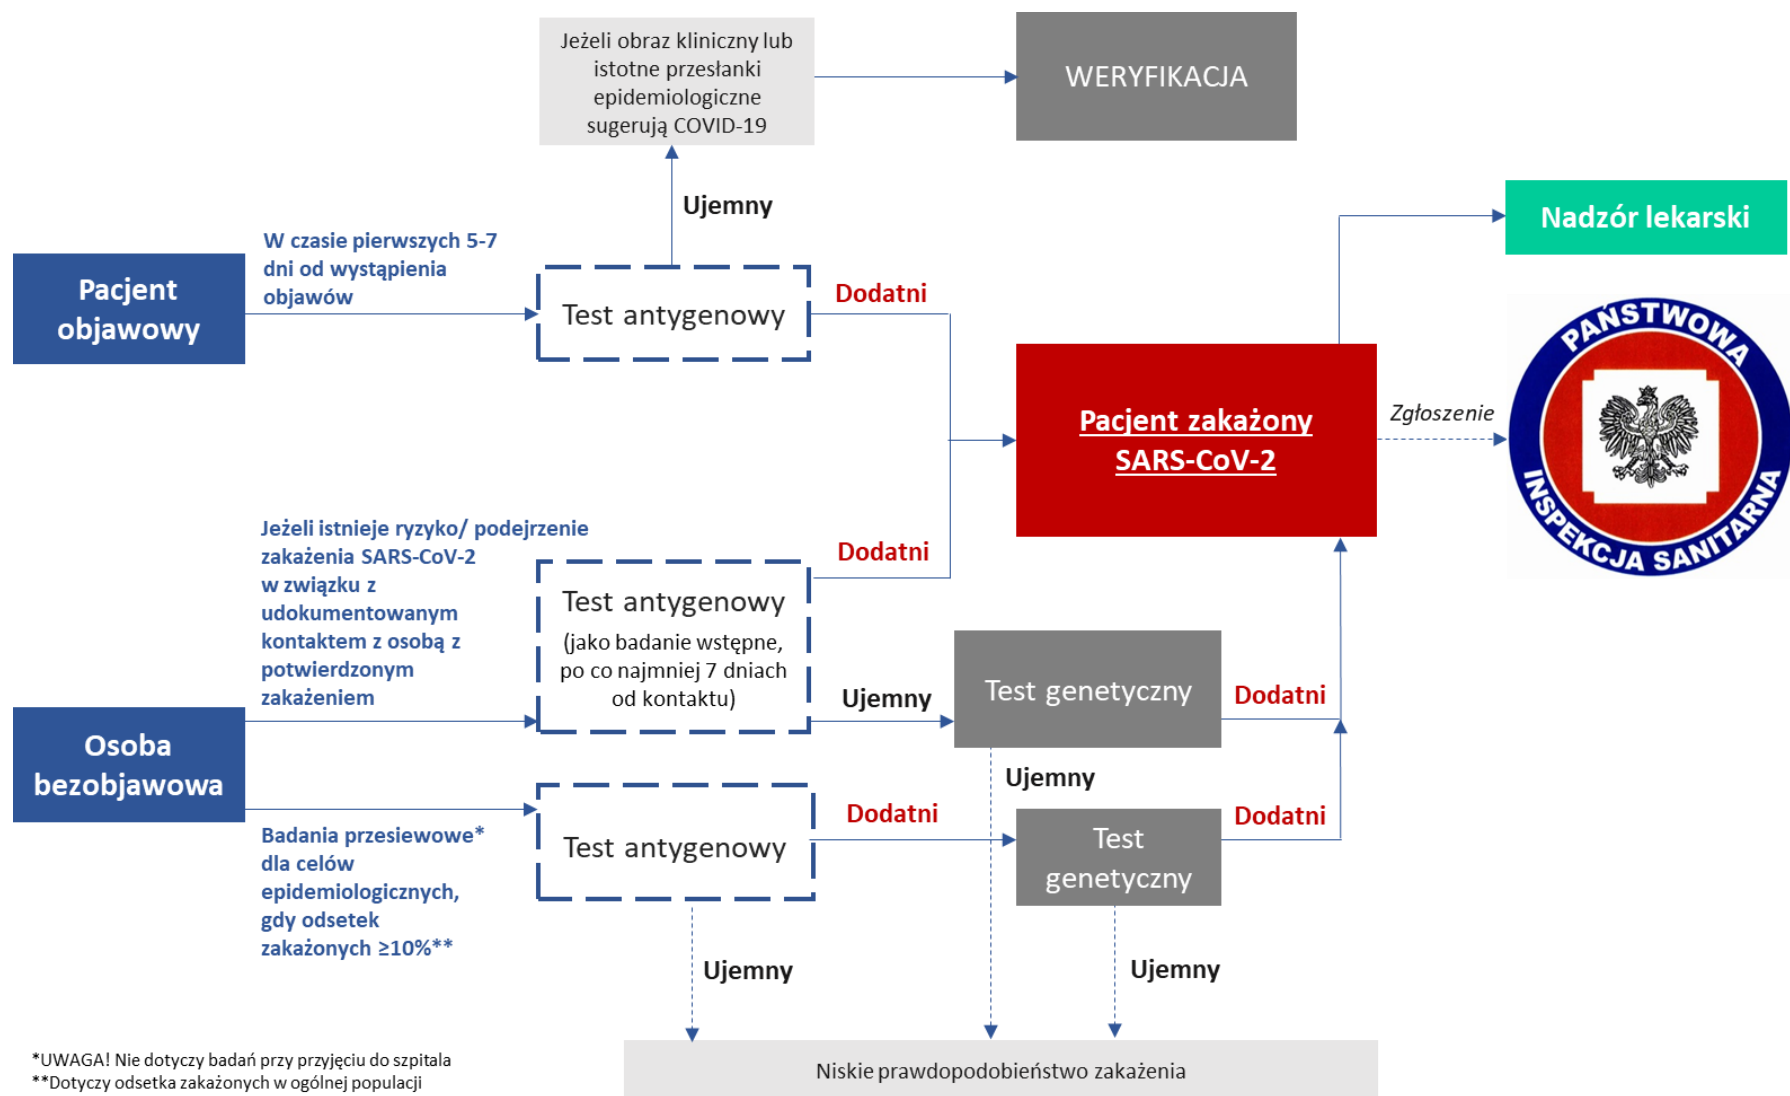 Jeżeli obraz kliniczny lub
istotne przesłanki
epidemiologiczne
sugerują COVID-19
WERYFIKACJA
Ujemny
Nadzór lekarski
Pacjent
objawowy
W czasie pierwszych 5-7
dni od wystąpienia
objawów
Test antygenowy
Dodatni
Pacjent zakażony
SARS-CoV-2
Zgłoszenie
PAŃSTWOWA
INSPEKCJA SANITARNA
Jeżeli istnieje ryzyko/ podejrzenie
zakażenia SARS-CoV-2
w związku z
udokumentowanym
kontaktem z osobą z
potwierdzonym
zakażeniem
Test antygenowy
(jako badanie wstępne,
po co najmniej 7 dniach
od kontaktu)
Dodatni
Ujemny
Test genetyczny
Dodatni
Ujemny
Osoba
bezobjawowa
Badania przesiewowe*
dla celów
epidemiologicznych,
gdy odsetek
zakażonych ≥10%**
Test antygenowy
Dodatni
Test
genetyczny
Dodatni
Ujemny
Ujemny
Niskie prawdopodobieństwo zakażenia
*UWAGA! Nie dotyczy badań przy przyjęciu do szpitala
**Dotyczy odsetka zakażonych w ogólnej populacji